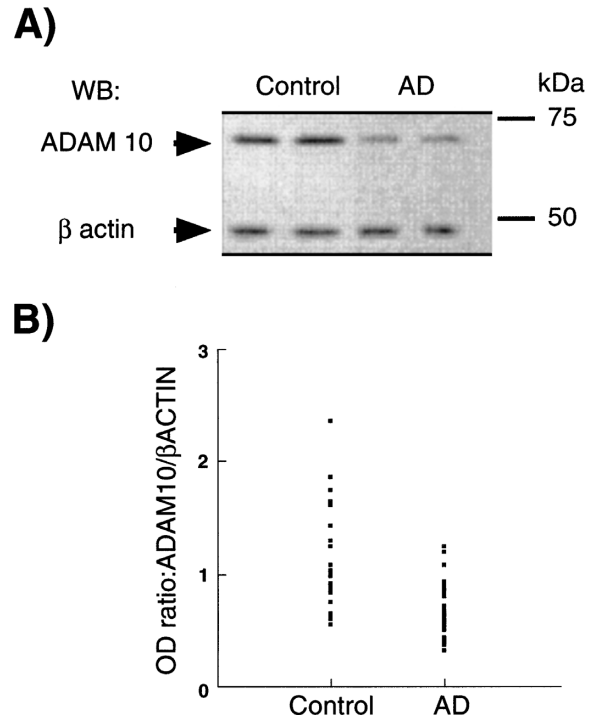 A)
WB:
Control
AD
kDa
75
ADAM 10
β actin
50
B)
OD ratio:ADAM10/βACTIN
3
2
1
0
Control
AD